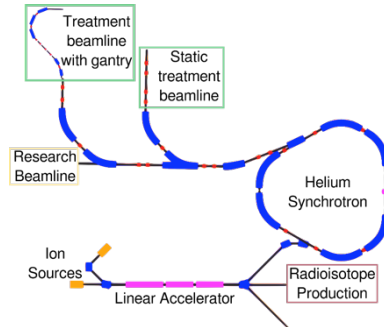 Treatment
beamline
with gantry
Static
treatment
beamline
Research
Beamline
Helium
Synchrotron
Ion
Sources
Linear Accelerator
Radioisotope
Production